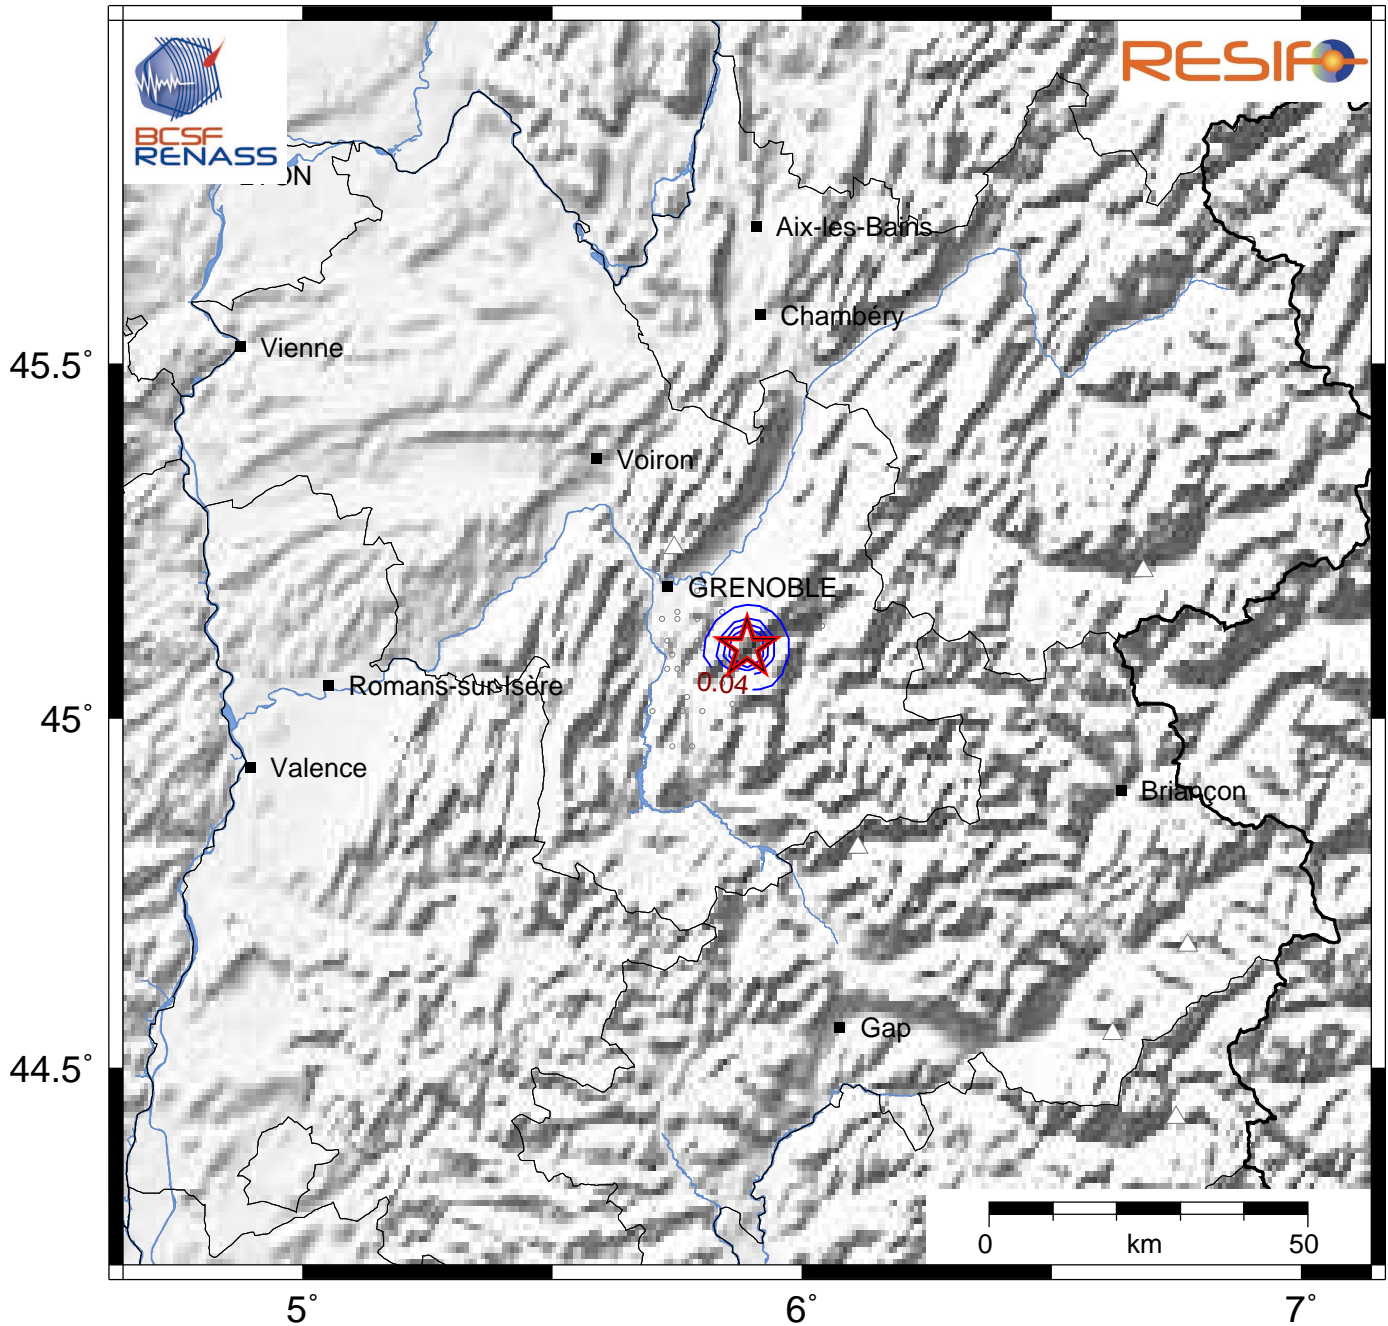 BCSF
RENASS
RESIF
Aix-les-Bains
Chambéry
45.5°
Vienne
Voiron
GRENOBLE
0.04
Romans-sur-Isère
45°
Valence
Briançon
Gap
44.5°
0 km 50
5° 6° 7°